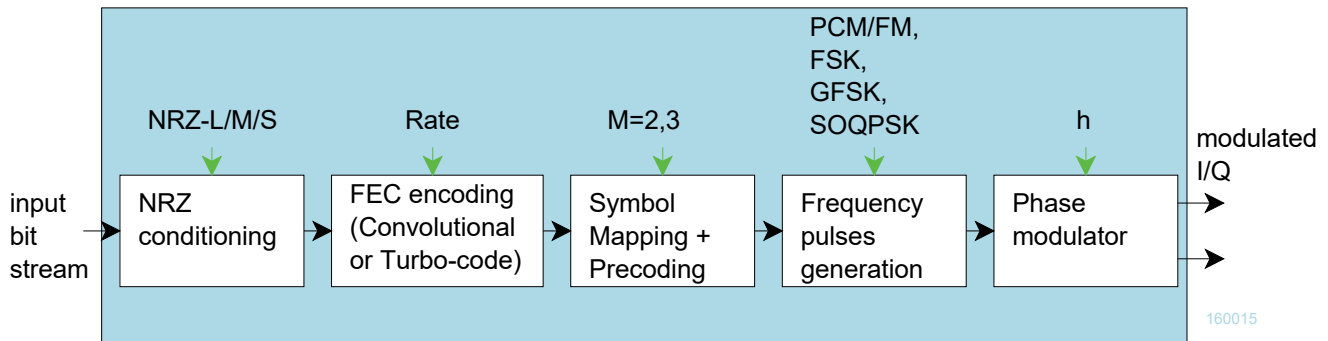 PCM/FM,
FSK,
GFSK,
SOQPSK
NRZ-L/M/S
Rate
M=2,3
h
modulated
I/Q
input
bit
stream
NRZ
conditioning
FEC encoding
(Convolutional
or Turbo-code)
Symbol
Mapping +
Precoding
Frequency
pulses
generation
Phase
modulator
160015